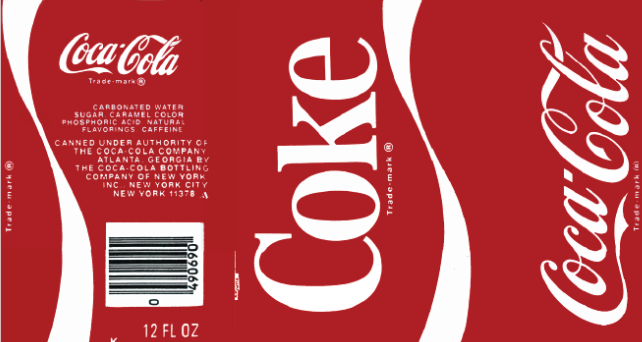 Coca-Cola
Trade-mark ®
CARBONATED WATER
SUGAR, CARAMEL COLOR
PHOSPHORIC ACID, NATURAL
FLAVORINGS, CAFFEINE
CANNED UNDER AUTHORITY OF
THE COCA-COLA COMPANY
ATLANTA, GEORGIA BY
THE COCA-COLA BOTTLING
COMPANY OF NEW YORK
INC., NEW YORK CITY
NEW YORK 11378
0
490690
12 FL OZ
K
Trade-mark ®
Coke
Trade-mark ®
Coca-Cola
Trade-mark ®